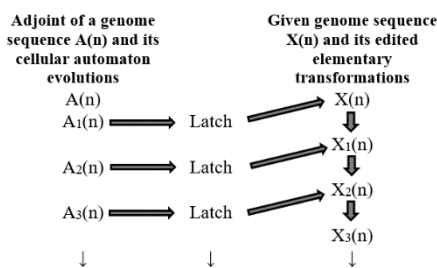 Adjoint of a genome
sequence A(n) and its
cellular automaton
evolutions
Given genome sequence
X(n) and its edited
elementary
transformations
A(n)
X(n)
A₁(n)
Latch
X₁(n)
A₂(n)
Latch
X₂(n)
A₃(n)
Latch
X₃(n)